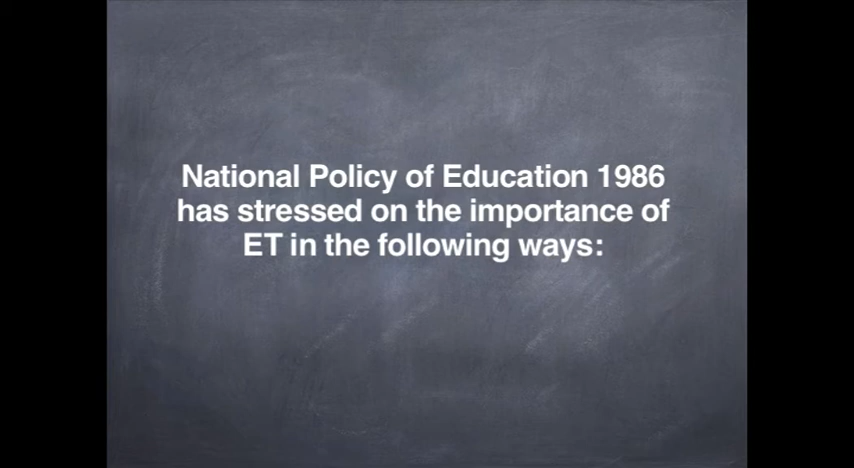 National Policy of Education 1986
has stressed on the importance of
ET in the following ways: